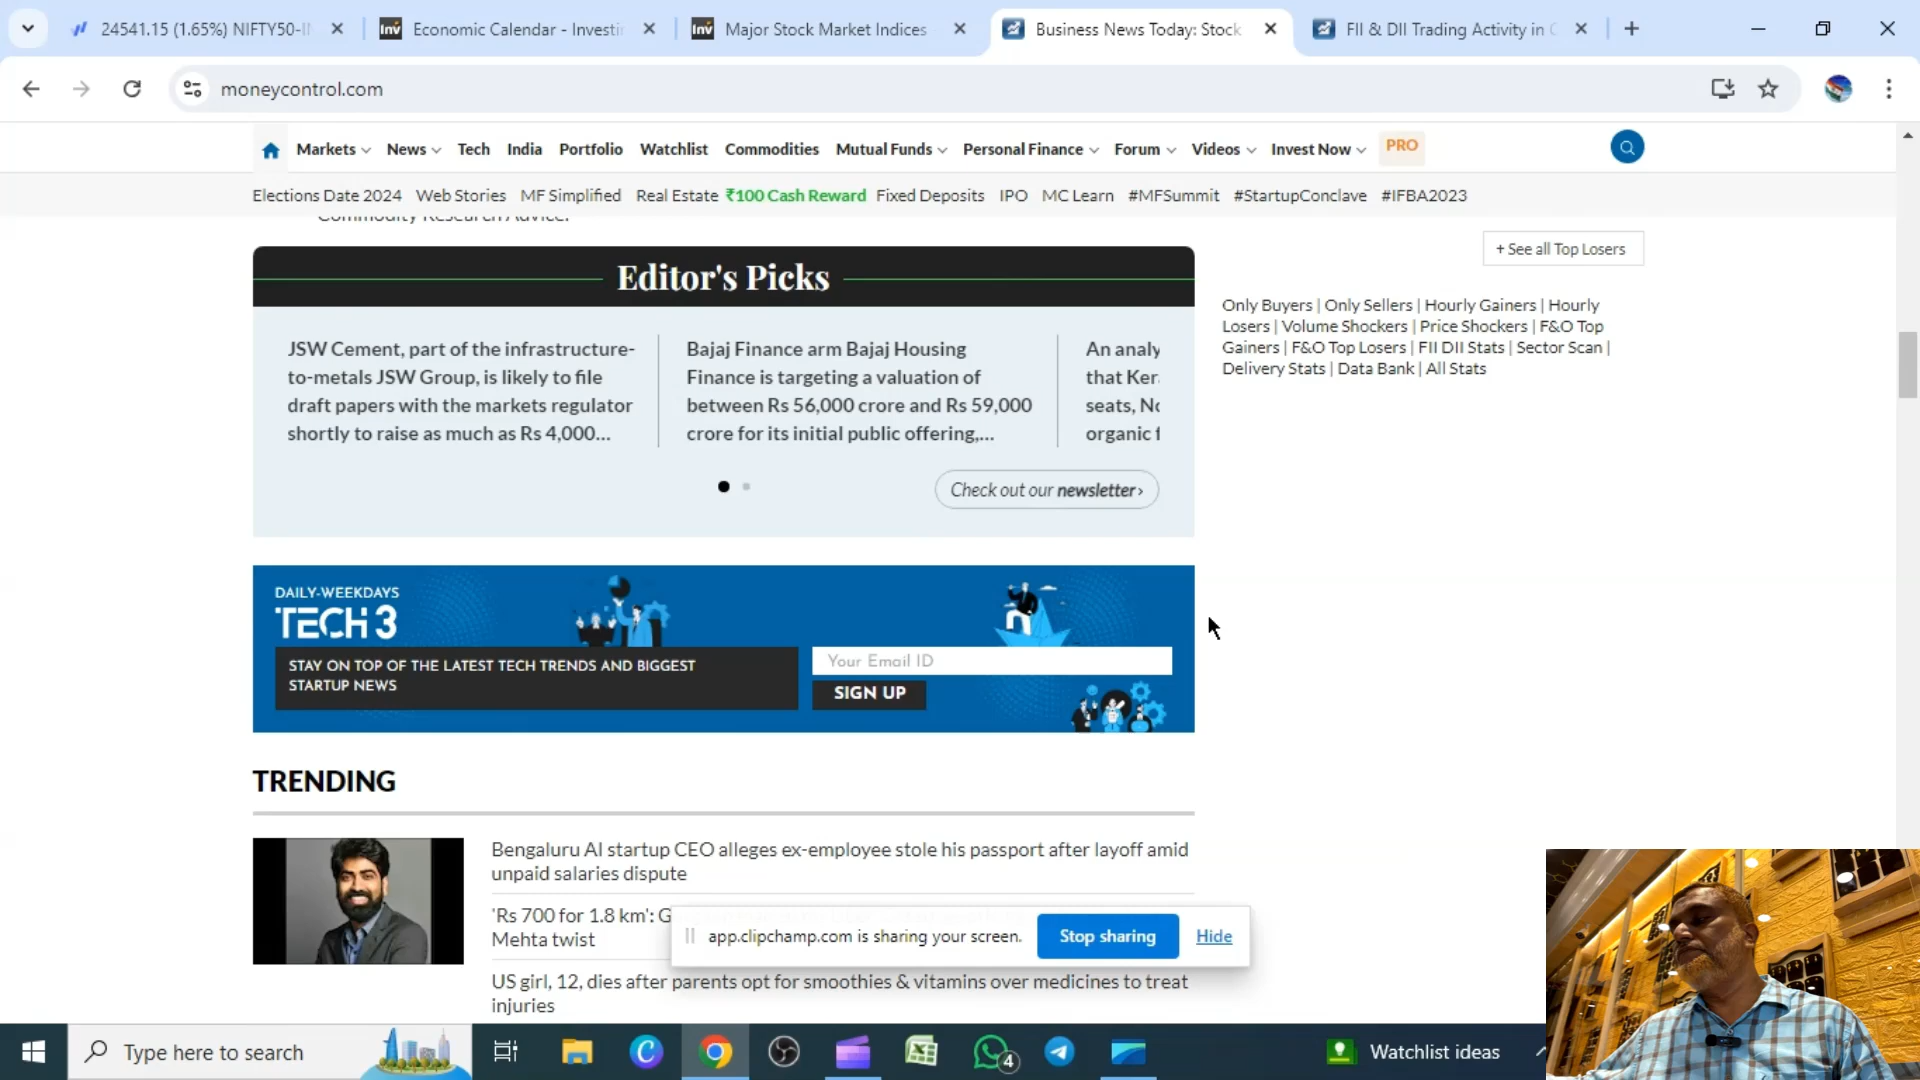 24541.15 (1.65%) NIFTY50-I
Economic Calendar - Investi
Major Stock Market Indices
Business News Today: Stock
FII & DII Trading Activity in C
moneycontrol.com
Markets News Tech India Portfolio Watchlist Commodities Mutual Funds Personal Finance Forum Videos Invest Now PRO
Elections Date 2024 Web Stories MF Simplified Real Estate ₹100 Cash Reward Fixed Deposits IPO MC Learn #MFSummit #StartupConclave #IFBA2023
Commodity Research Advice.
+ See all Top Losers
Editor's Picks
JSW Cement, part of the infrastructure-
to-metals JSW Group, is likely to file
draft papers with the markets regulator
shortly to raise as much as Rs 4,000...
Bajaj Finance arm Bajaj Housing
Finance is targeting a valuation of
between Rs 56,000 crore and Rs 59,000
crore for its initial public offering,...
An analy
that Ker
seats, No
organic f
Check out our newsletter ›
Only Buyers | Only Sellers | Hourly Gainers | Hourly
Losers | Volume Shockers | Price Shockers | F&O Top
Gainers | F&O Top Losers | FII DII Stats | Sector Scan |
Delivery Stats | Data Bank | All Stats
DAILY-WEEKDAYS
TECH 3
STAY ON TOP OF THE LATEST TECH TRENDS AND BIGGEST
STARTUP NEWS
Your Email ID
SIGN UP
TRENDING
Bengaluru AI startup CEO alleges ex-employee stole his passport after layoff amid
unpaid salaries dispute
'Rs 700 for 1.8 km': G
Mehta twist
app.clipchamp.com is sharing your screen. Stop sharing Hide
US girl, 12, dies after parents opt for smoothies & vitamins over medicines to treat
injuries
Type here to search
4
Watchlist ideas